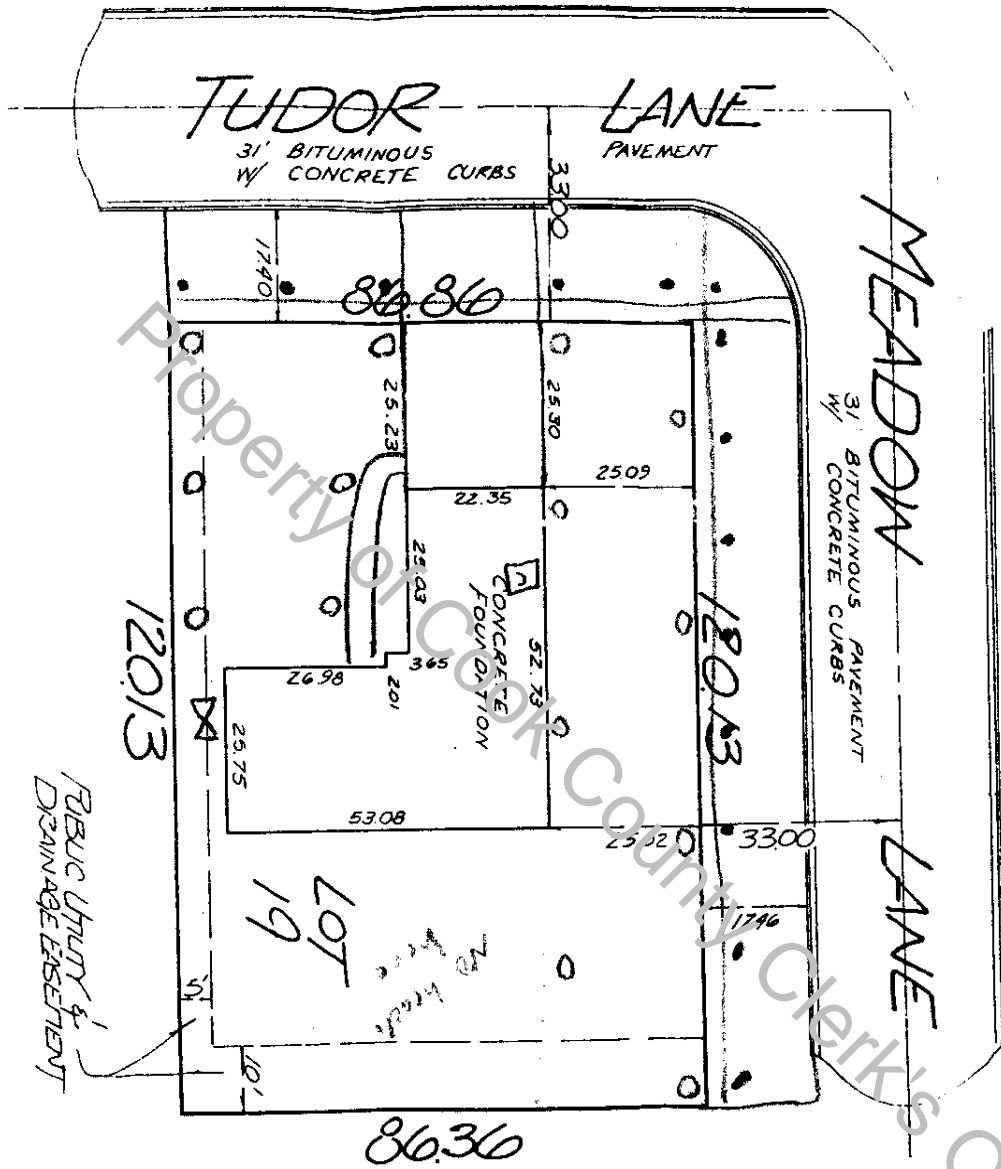 TUDOR LANE
31' BITUMINOUS PAVEMENT
W/ CONCRETE CURBS
33.00
MEADOW LANE
31' BITUMINOUS PAVEMENT
W/ CONCRETE CURBS
17.40
86.86
25.23
25.30
25.09
22.35
25.03
CONCRETE
FOUNDATION
52.73
120.13
120.13
3.65
26.98
2.01
25.75
53.08
33.00
17.46
LOT
19
NO
5'
10'
PUBLIC UTILITY &
DRAINAGE EASEMENT
86.36
Property of Cook County Clerk's